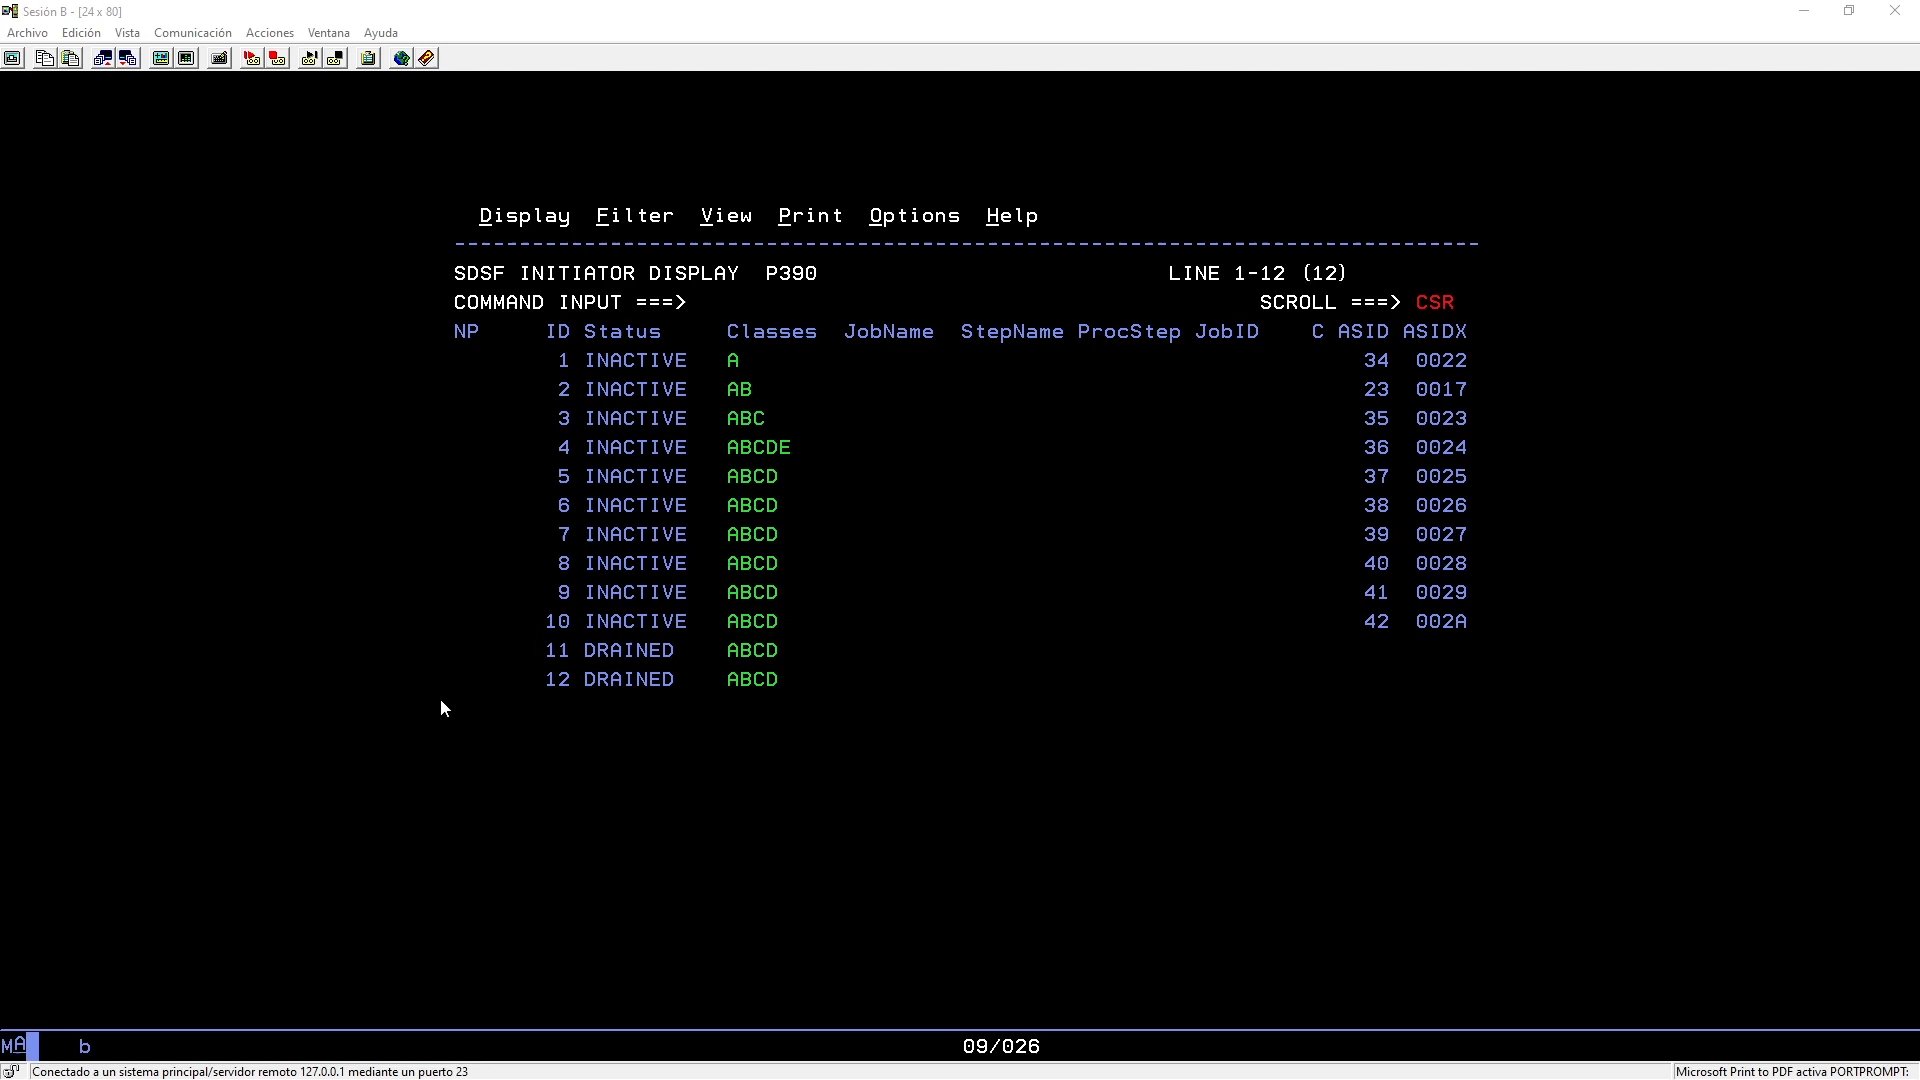 Sesión B - [24 x 80]
Archivo Edición Vista Comunicación Acciones Ventana Ayuda
Display Filter View Print Options Help
-------------------------------------------------------------------------------
SDSF INITIATOR DISPLAY P390 LINE 1-12 (12)
COMMAND INPUT ===> SCROLL ===> CSR
NP ID Status Classes JobName StepName ProcStep JobID C ASID ASIDX
1 INACTIVE A 34 0022
2 INACTIVE AB 23 0017
3 INACTIVE ABC 35 0023
4 INACTIVE ABCDE 36 0024
5 INACTIVE ABCD 37 0025
6 INACTIVE ABCD 38 0026
7 INACTIVE ABCD 39 0027
8 INACTIVE ABCD 40 0028
9 INACTIVE ABCD 41 0029
10 INACTIVE ABCD 42 002A
11 DRAINED ABCD
12 DRAINED ABCD
MA b 09/026
Conectado a un sistema principal/servidor remoto 127.0.0.1 mediante un puerto 23 Microsoft Print to PDF activa PORTPROMPT: